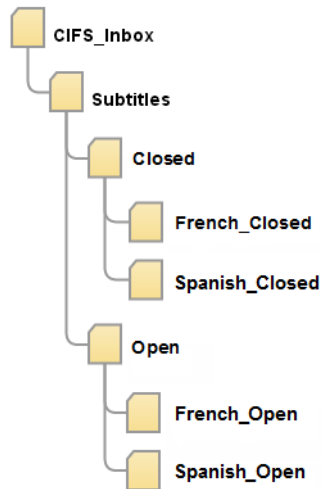 CIFS_Inbox
Subtitles
Closed
French_Closed
Spanish_Closed
Open
French_Open
Spanish_Open